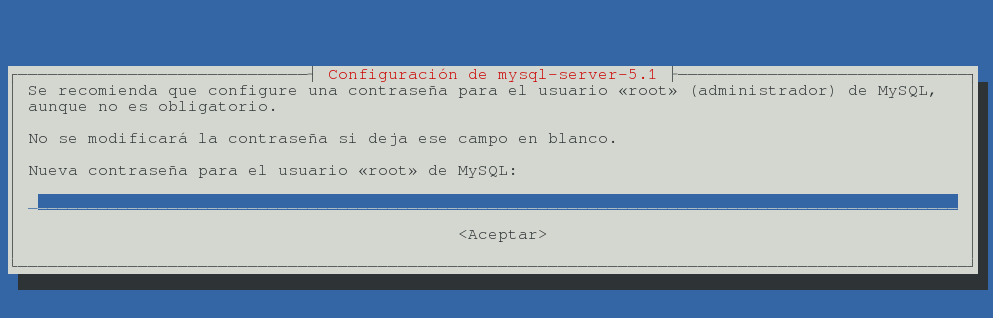 Configuración de mysql-server-5.1
Se recomienda que configure una contraseña para el usuario «root» (administrador) de MySQL,
aunque no es obligatorio.
No se modificará la contraseña si deja ese campo en blanco.
Nueva contraseña para el usuario «root» de MySQL:
<Aceptar>